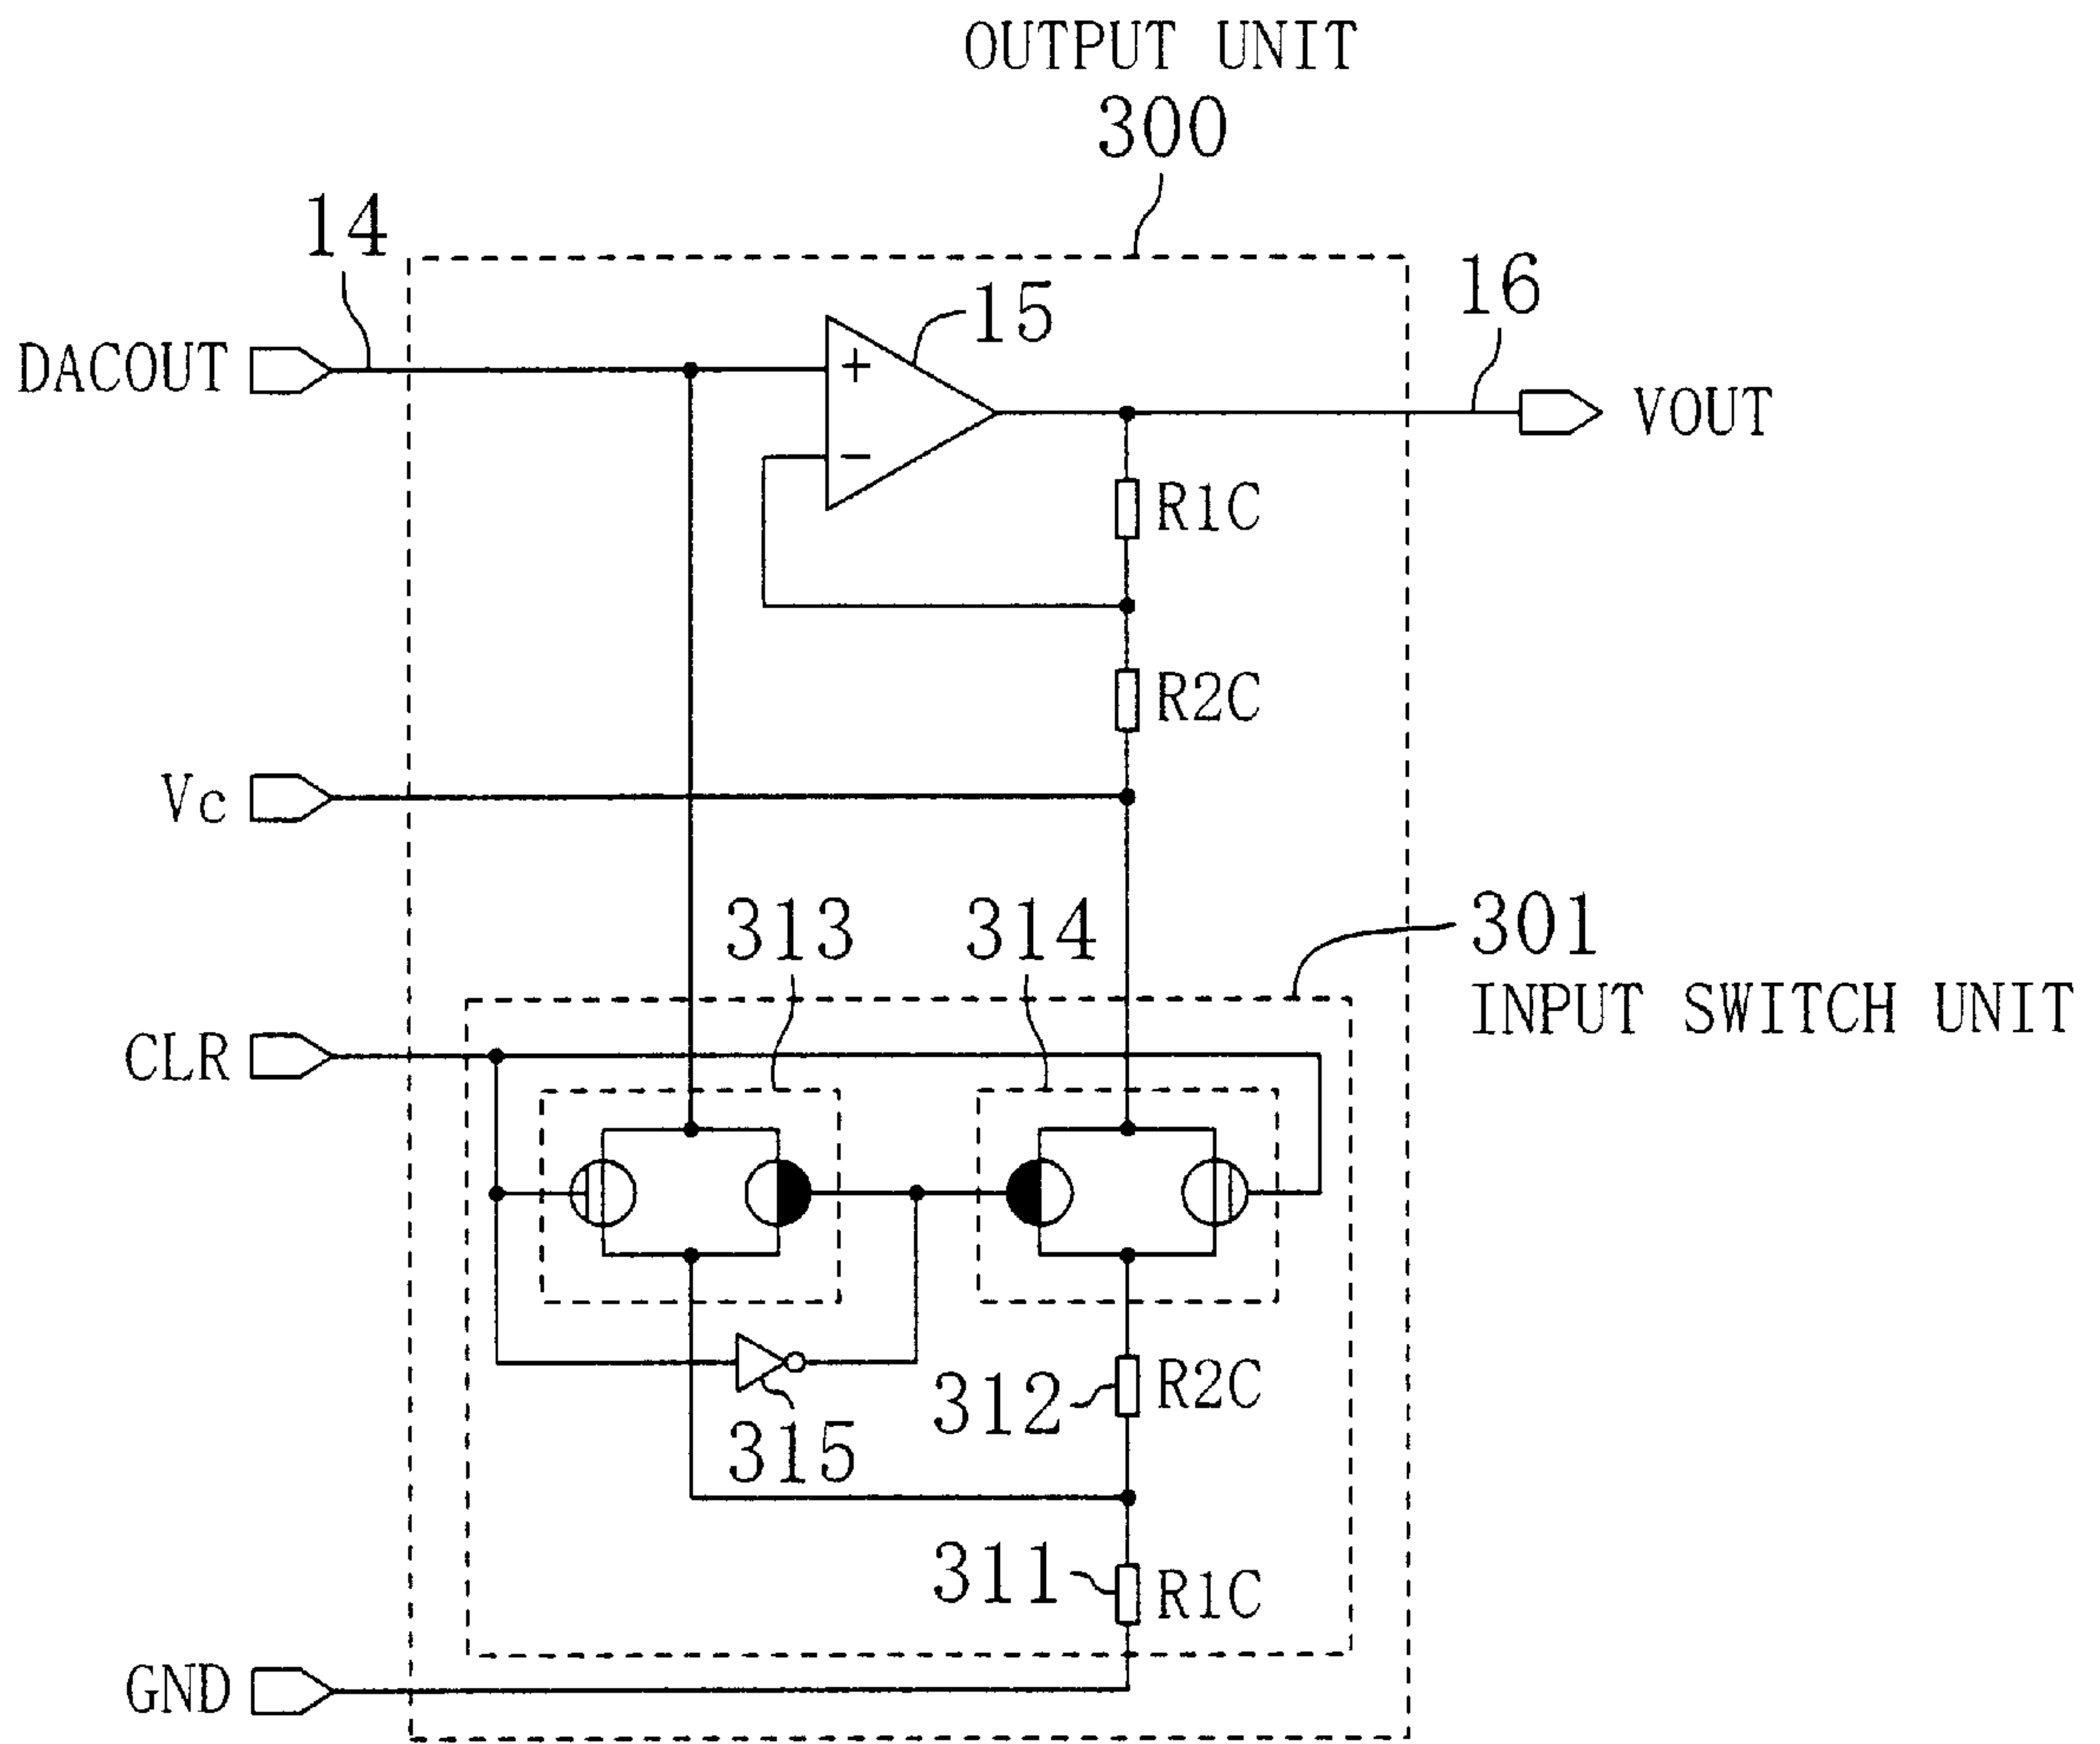 OUTPUT UNIT
300
14
15
16
DACOUT
+
−
VOUT
R1C
R2C
Vc
313
314
301
INPUT SWITCH UNIT
CLR
312
R2C
315
311
R1C
GND